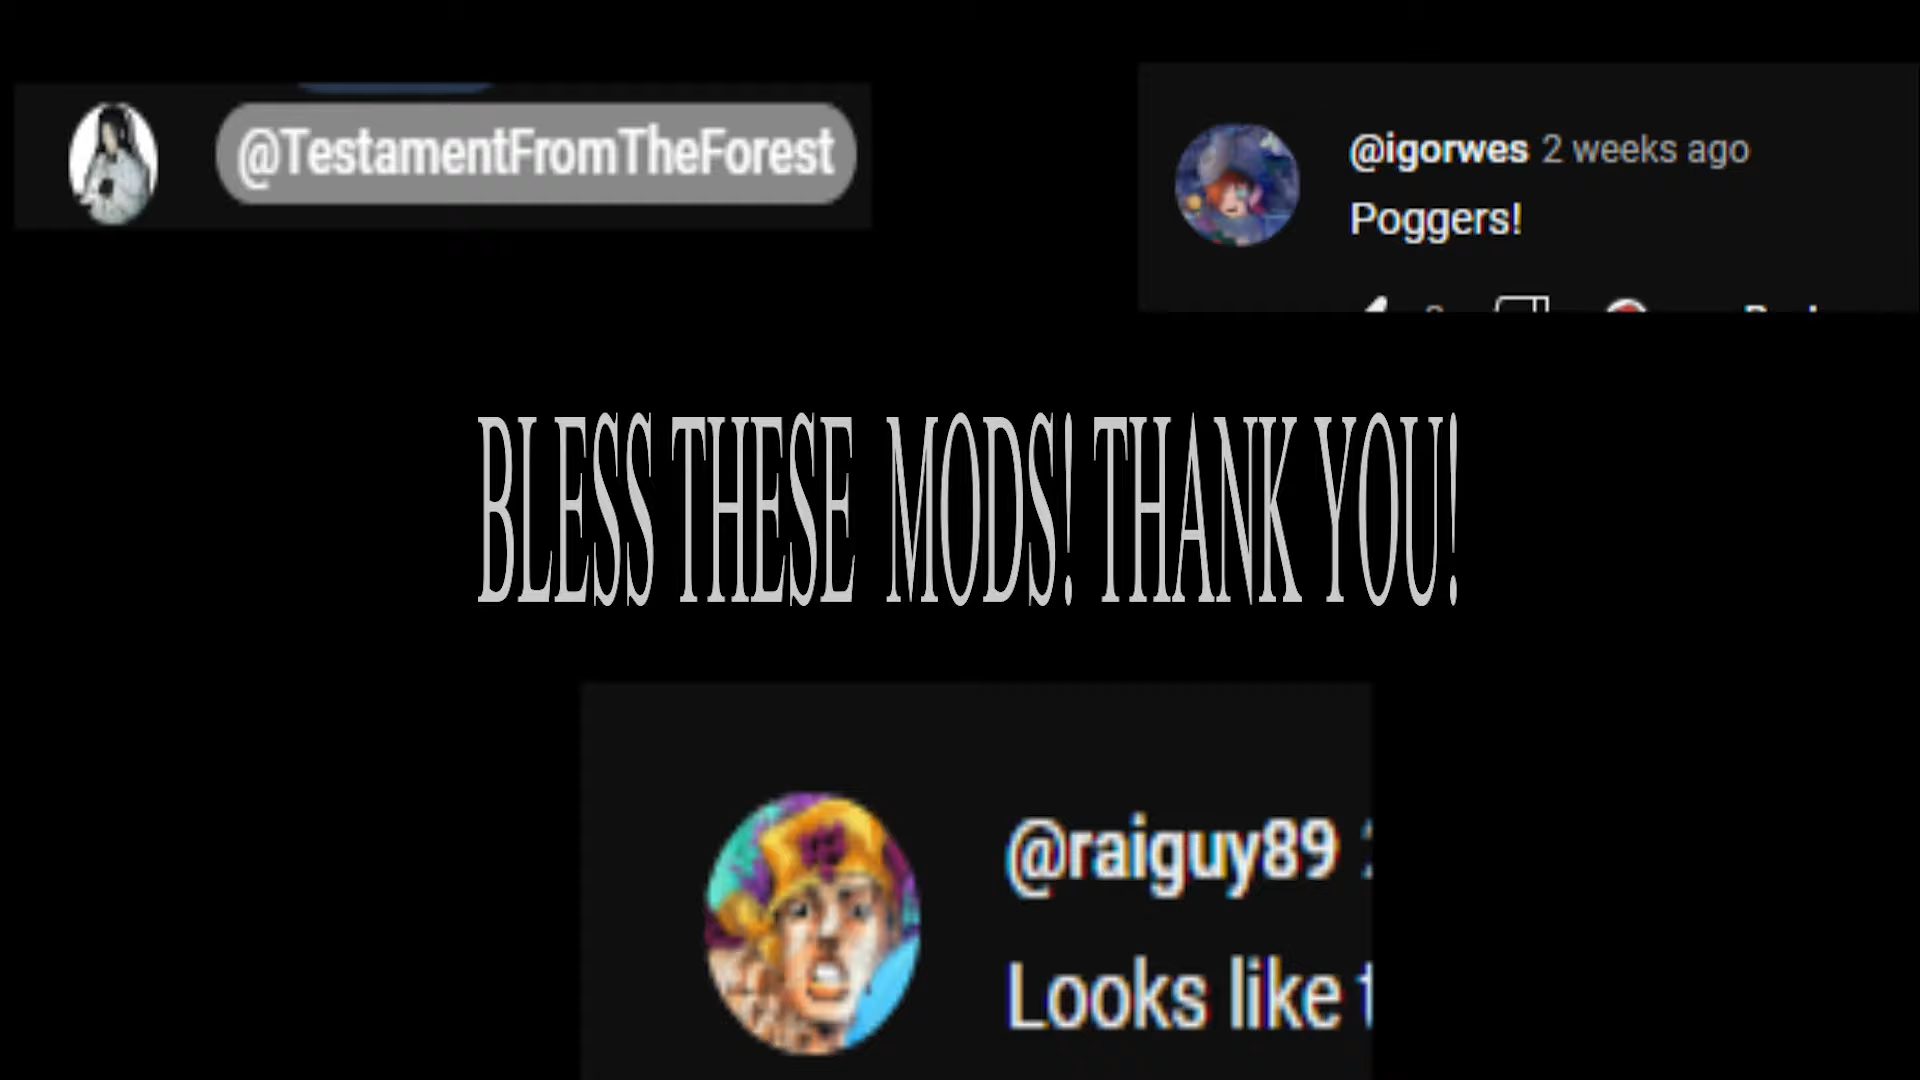 @TestamentFromTheForest
@igorwes 2 weeks ago
Poggers!
BLESS THESE MODS! THANK YOU!
@raiguy89
Looks like